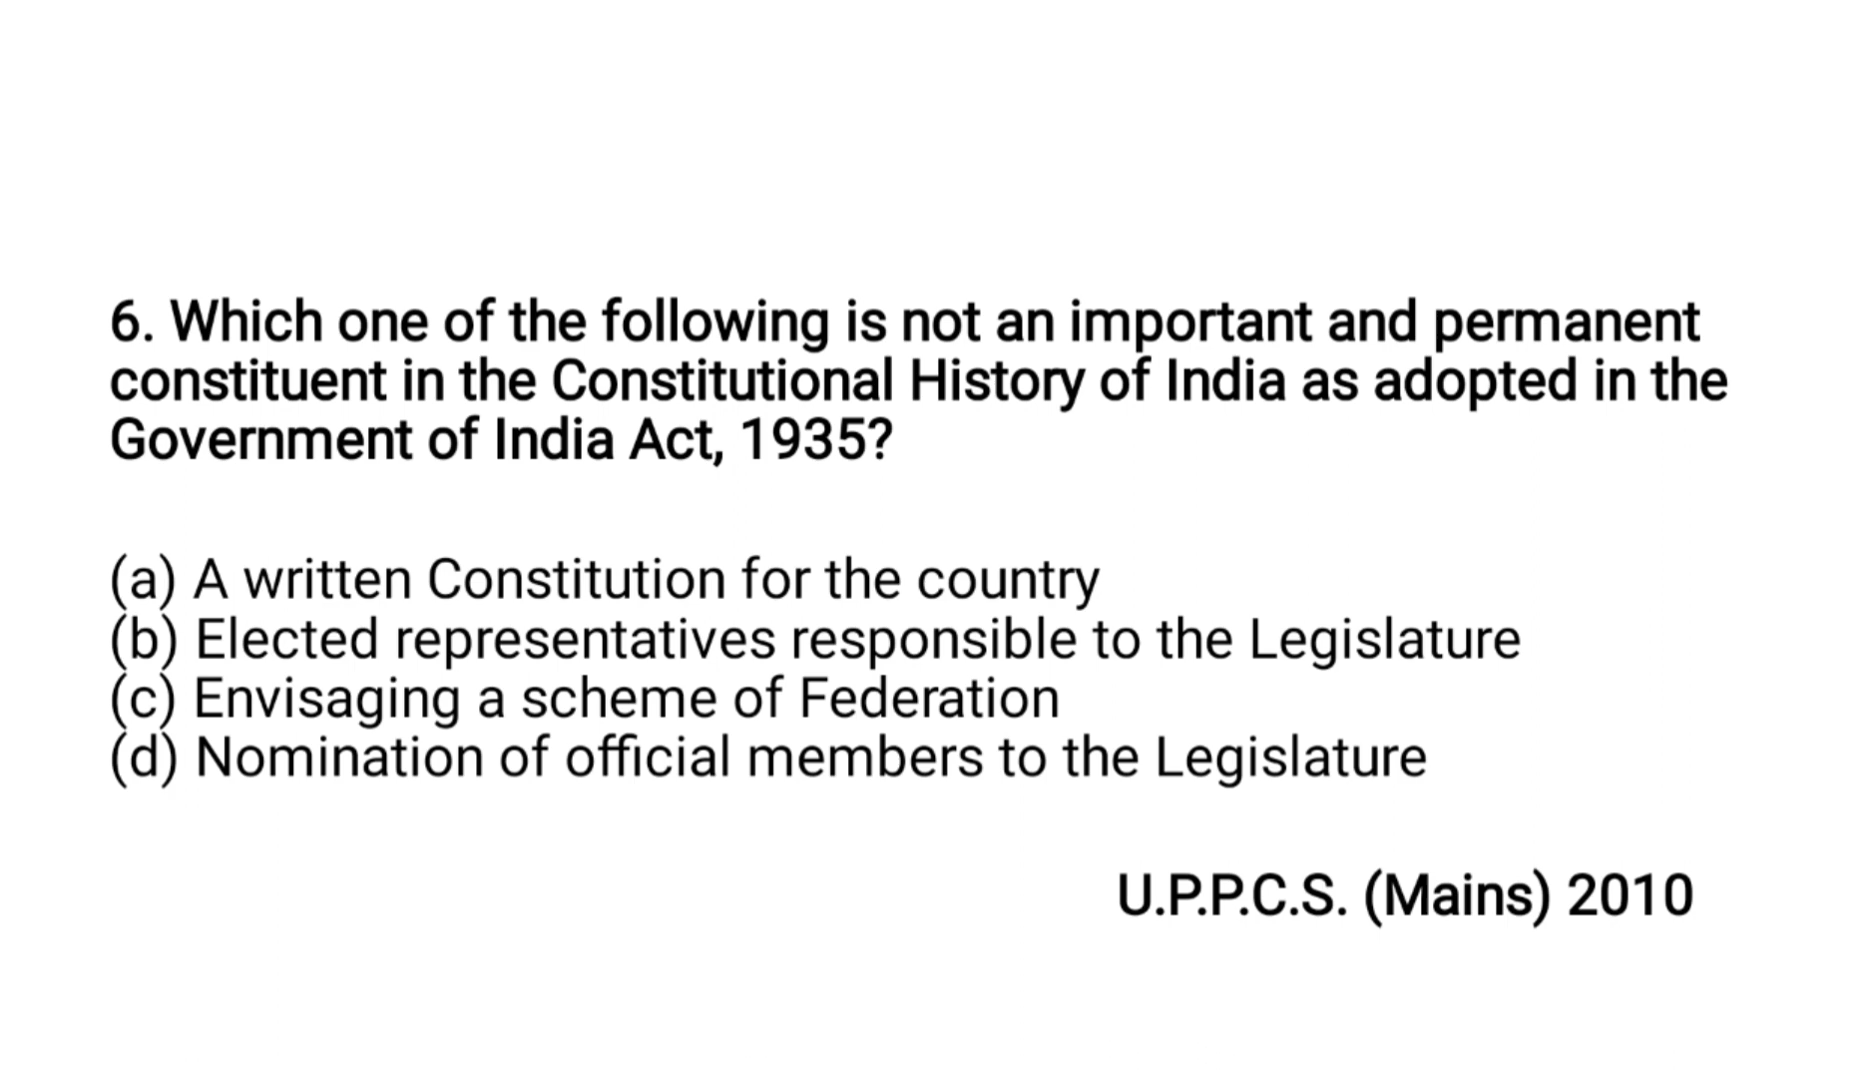 6. Which one of the following is not an important and permanent
constituent in the Constitutional History of India as adopted in the
Government of India Act, 1935?
(a) A written Constitution for the country
(b) Elected representatives responsible to the Legislature
(c) Envisaging a scheme of Federation
(d) Nomination of official members to the Legislature
U.P.P.C.S. (Mains) 2010